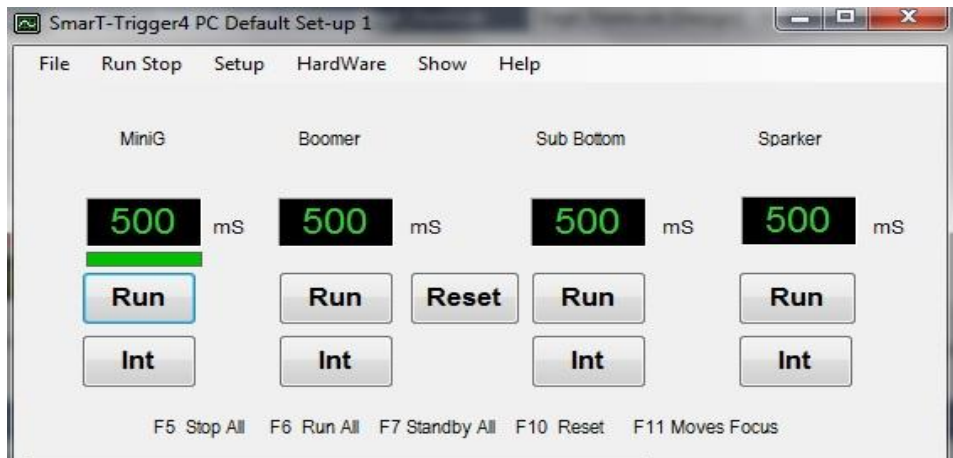 SmarT-Trigger4 PC Default Set-up 1
File Run Stop Setup HardWare Show Help
MiniG Boomer Sub Bottom Sparker
500 mS 500 mS 500 mS 500 mS
Run Run Reset Run Run
Int Int Int Int
F5 Stop All F6 Run All F7 Standby All F10 Reset F11 Moves Focus